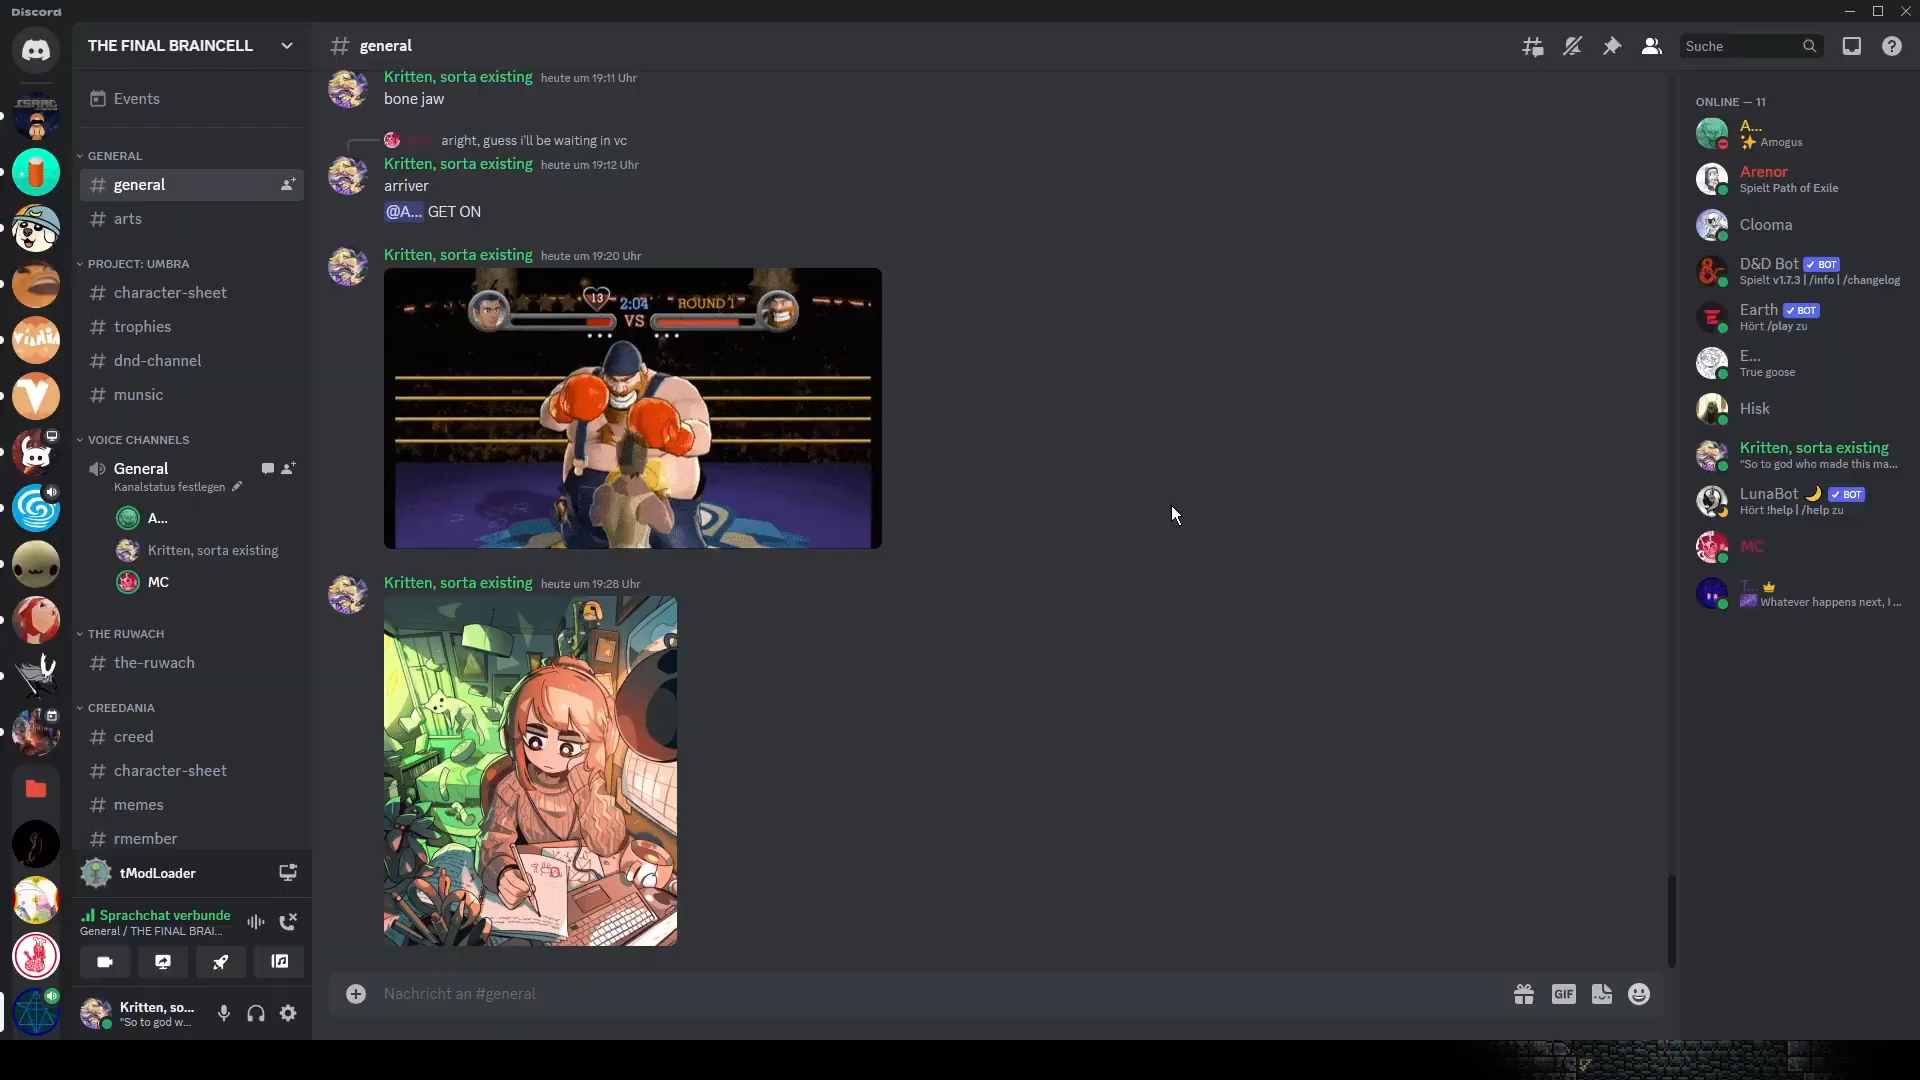 Discord
THE FINAL BRAINCELL
Events
GENERAL
general
arts
PROJECT: UMBRA
character-sheet
trophies
dnd-channel
munsic
VOICE CHANNELS
General
Kanalstatus festlegen
A...
Kritten, sorta existing
MC
THE RUWACH
the-ruwach
CREEDANIA
creed
character-sheet
memes
rmember
tModLoader
Sprachchat verbunde
General / THE FINAL BRAI...
Kritten, so...
"So to god w...
# general
Suche
Kritten, sorta existing heute um 19:11 Uhr
bone jaw
aright, guess i'll be waiting in vc
Kritten, sorta existing heute um 19:12 Uhr
arriver
@A... GET ON
Kritten, sorta existing heute um 19:20 Uhr
13 2:04 ROUND 1
VS
Kritten, sorta existing heute um 19:28 Uhr
Nachricht an #general
GIF
ONLINE — 11
A...
Amogus
Arenor
Spielt Path of Exile
Clooma
D&D Bot BOT
Spielt v1.7.3 | /info | /changelog
Earth BOT
Hört /play zu
E...
True goose
Hisk
Kritten, sorta existing
"So to god who made this ma...
LunaBot BOT
Hört !help | /help zu
MC
T...
Whatever happens next, I ...